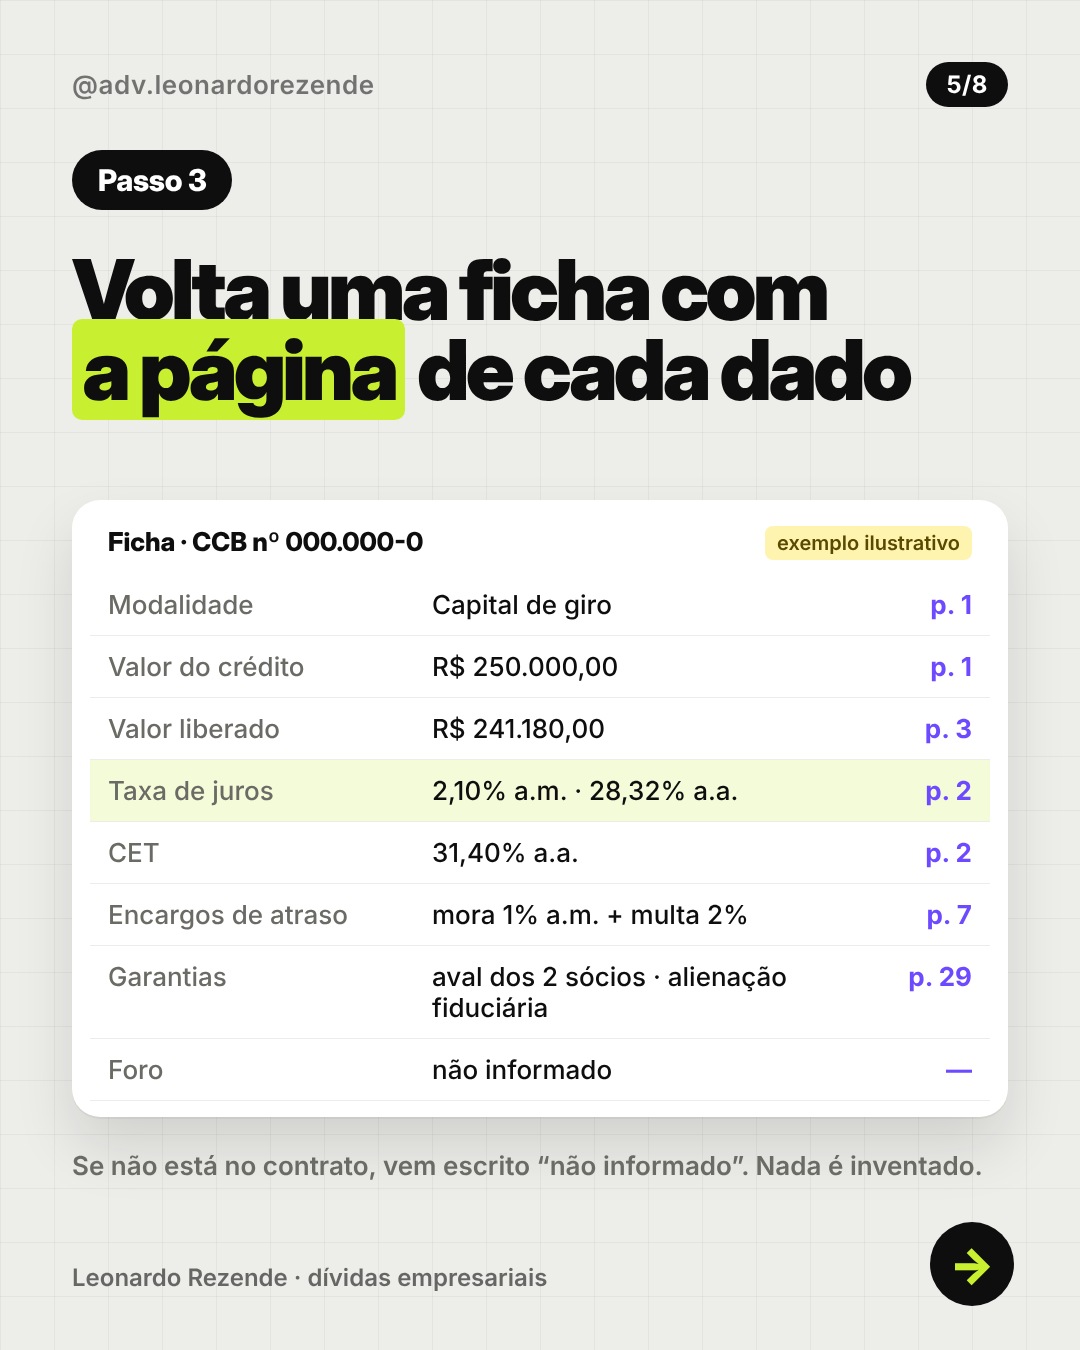 @adv.leonardorezende
5/8
Passo 3
Volta uma ficha com
a página de cada dado
Ficha · CCB nº 000.000-0
exemplo ilustrativo
Modalidade Capital de giro p. 1
Valor do crédito R$ 250.000,00 p. 1
Valor liberado R$ 241.180,00 p. 3
Taxa de juros 2,10% a.m. · 28,32% a.a. p. 2
CET 31,40% a.a. p. 2
Encargos de atraso mora 1% a.m. + multa 2% p. 7
Garantias aval dos 2 sócios · alienação p. 29
fiduciária
Foro não informado —
Se não está no contrato, vem escrito “não informado”. Nada é inventado.
Leonardo Rezende · dívidas empresariais